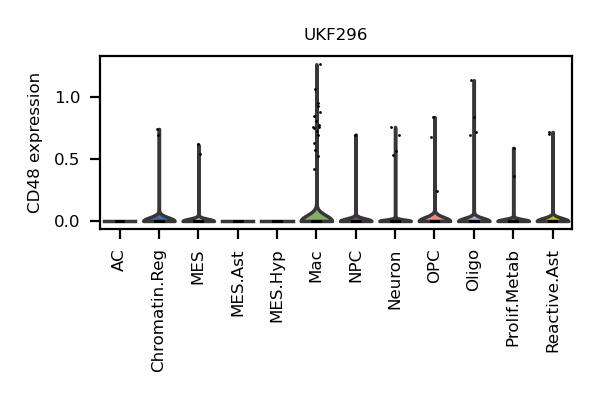 UKF296
CD48 expression
1.0
0.5
0.0
AC
Chromatin.Reg
MES
MES.Ast
MES.Hyp
Mac
NPC
Neuron
OPC
Oligo
Prolif.Metab
Reactive.Ast